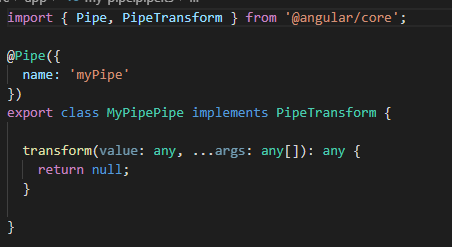 app
import { Pipe, PipeTransform } from '@angular/core';
@Pipe({
name: 'myPipe'
})
export class MyPipePipe implements PipeTransform {
transform(value: any, ...args: any[]): any {
return null;
}
}